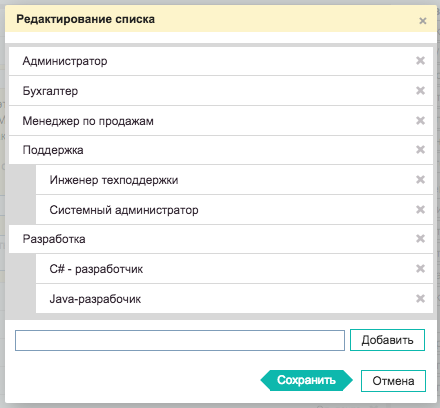 Редактирование списка
Администратор
Бухгалтер
Менеджер по продажам
Поддержка
Инженер техподдержки
Системный администратор
Разработка
C# - разработчик
Java-разрабочик
Добавить
Сохранить
Отмена